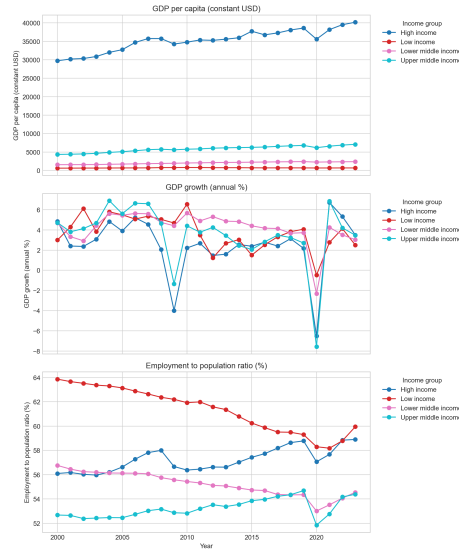 GDP per capita (constant USD)
GDP per capita (constant USD)
40000
35000
30000
25000
20000
15000
10000
5000
0
Income group
High income
Low income
Lower middle income
Upper middle income
GDP growth (annual %)
GDP growth (annual %)
6
4
2
0
−2
−4
−6
−8
Income group
High income
Low income
Lower middle income
Upper middle income
Employment to population ratio (%)
Employment to population ratio (%)
64
62
60
58
56
54
52
2000
2005
2010
2015
2020
Year
Income group
High income
Low income
Lower middle income
Upper middle income